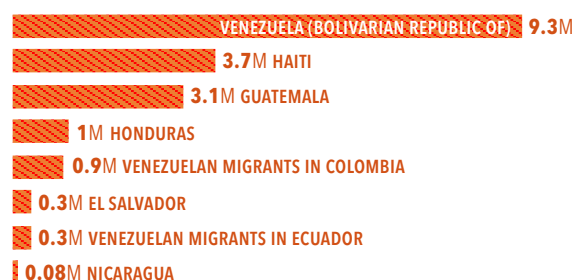 VENEZUELA (BOLIVARIAN REPUBLIC OF) 9.3M
3.7M HAITI
3.1M GUATEMALA
1M HONDURAS
0.9M VENEZUELAN MIGRANTS IN COLOMBIA
0.3M EL SALVADOR
0.3M VENEZUELAN MIGRANTS IN ECUADOR
0.08M NICARAGUA